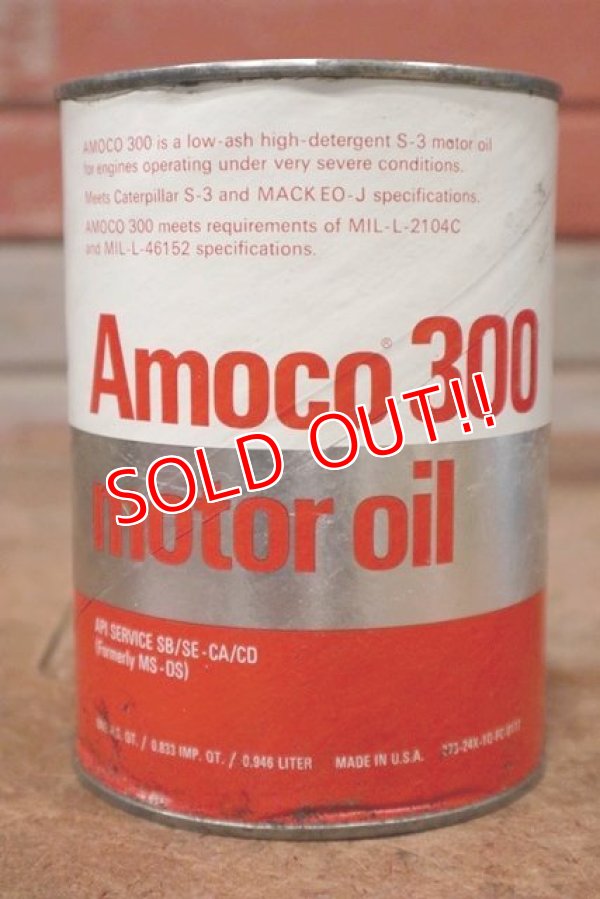 AMOCO 300 is a low-ash high-detergent S-3 motor oil
for engines operating under very severe conditions.
Meets Caterpillar S-3 and MACK EO-J specifications.
AMOCO 300 meets requirements of MIL-L-2104C
and MIL-L-46152 specifications.
Amoco® 300
SOLD OUT!!
motor oil
API SERVICE SB/SE-CA/CD
(Formerly MS-DS)
ONE U.S. QT. / 0.833 IMP. QT. / 0.946 LITER MADE IN U.S.A.